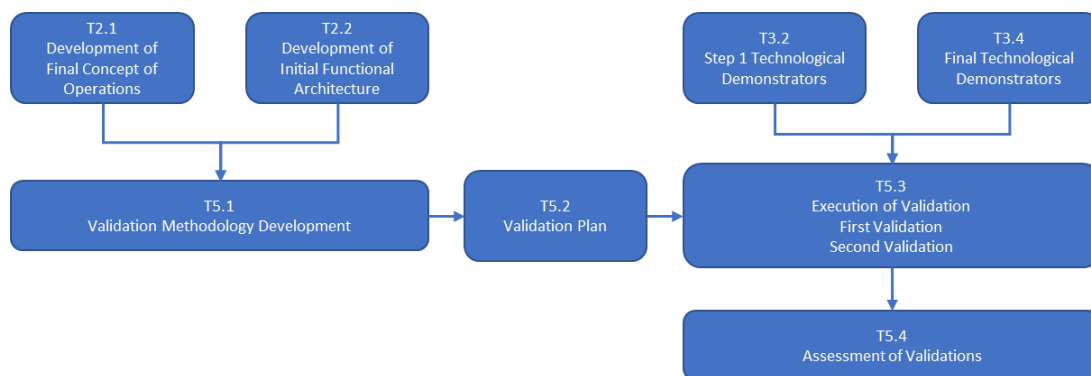 T2.1
Development of
Final Concept of
Operations
T2.2
Development of
Initial Functional
Architecture
T3.2
Step 1 Technological
Demonstrators
T3.4
Final Technological
Demonstrators
T5.1
Validation Methodology Development
T5.2
Validation Plan
T5.3
Execution of Validation
First Validation
Second Validation
T5.4
Assessment of Validations